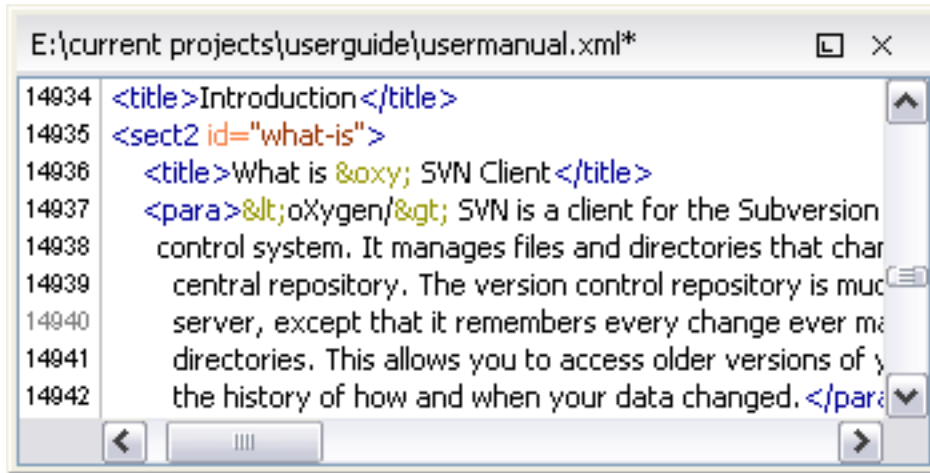 E:\current projects\userguide\usermanual.xml*
14934 <title>Introduction</title>
14935 <sect2 id="what-is">
14936 <title>What is &oxy; SVN Client</title>
14937 <para>&lt;oXygen/&gt; SVN is a client for the Subversion
14938 control system. It manages files and directories that
14939 central repository. The version control repository is
14940 server, except that it remembers every change ever
14941 directories. This allows you to access older versions of
14942 the history of how and when your data changed.